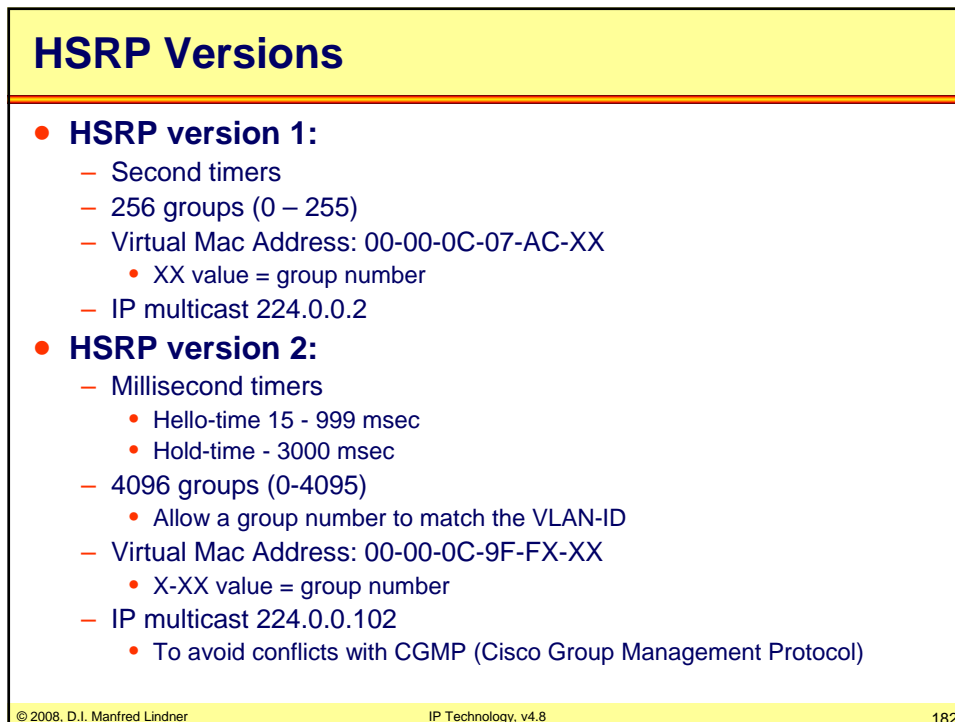 HSRP Versions
• HSRP version 1:
– Second timers
– 256 groups (0 – 255)
– Virtual Mac Address: 00-00-0C-07-AC-XX
• XX value = group number
– IP multicast 224.0.0.2
• HSRP version 2:
– Millisecond timers
• Hello-time 15 - 999 msec
• Hold-time - 3000 msec
– 4096 groups (0-4095)
• Allow a group number to match the VLAN-ID
– Virtual Mac Address: 00-00-0C-9F-FX-XX
• X-XX value = group number
– IP multicast 224.0.0.102
• To avoid conflicts with CGMP (Cisco Group Management Protocol)
© 2008, D.I. Manfred Lindner IP Technology, v4.8 182